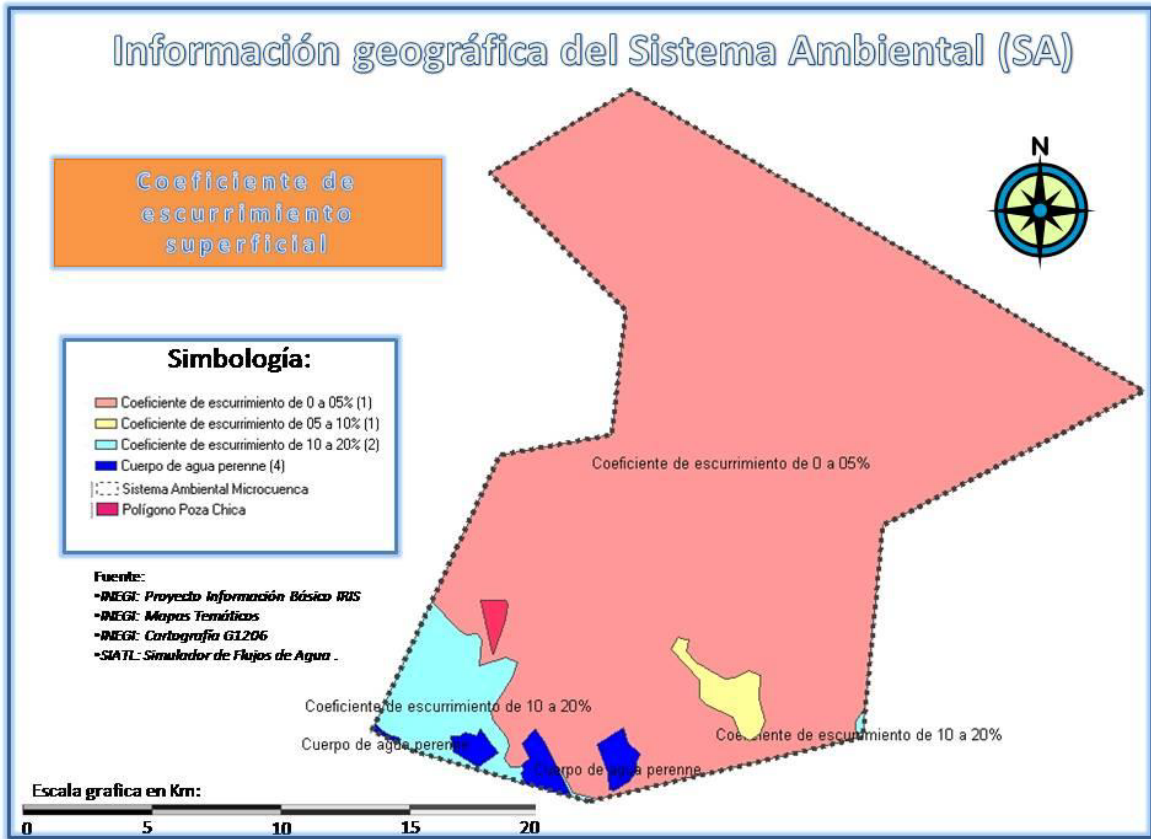 Información geográfica del Sistema Ambiental (SA)
Coeficiente de
escurrimiento
superficial
N
Simbología:
Coeficiente de escurrimiento de 0 a 05% (1)
Coeficiente de escurrimiento de 05 a 10% (1)
Coeficiente de escurrimiento de 10 a 20% (2)
Cuerpo de agua perenne (4)
Sistema Ambiental Microcuenca
Polígono Poza Chica
Fuente:
•INEGI: Proyecto Información Básico IRIS
•INEGI: Mapas Temáticos
•INEGI: Cartografía G1206
•SIATL: Simulador de Flujos de Agua .
Coeficiente de escurrimiento de 0 a 05%
Coeficiente de escurrimiento de 10 a 20%
Cuerpo de agua perenne
Coeficiente de escurrimiento de 10 a 20%
Cuerpo de agua perenne
Escala grafica en Km:
0 5 10 15 20